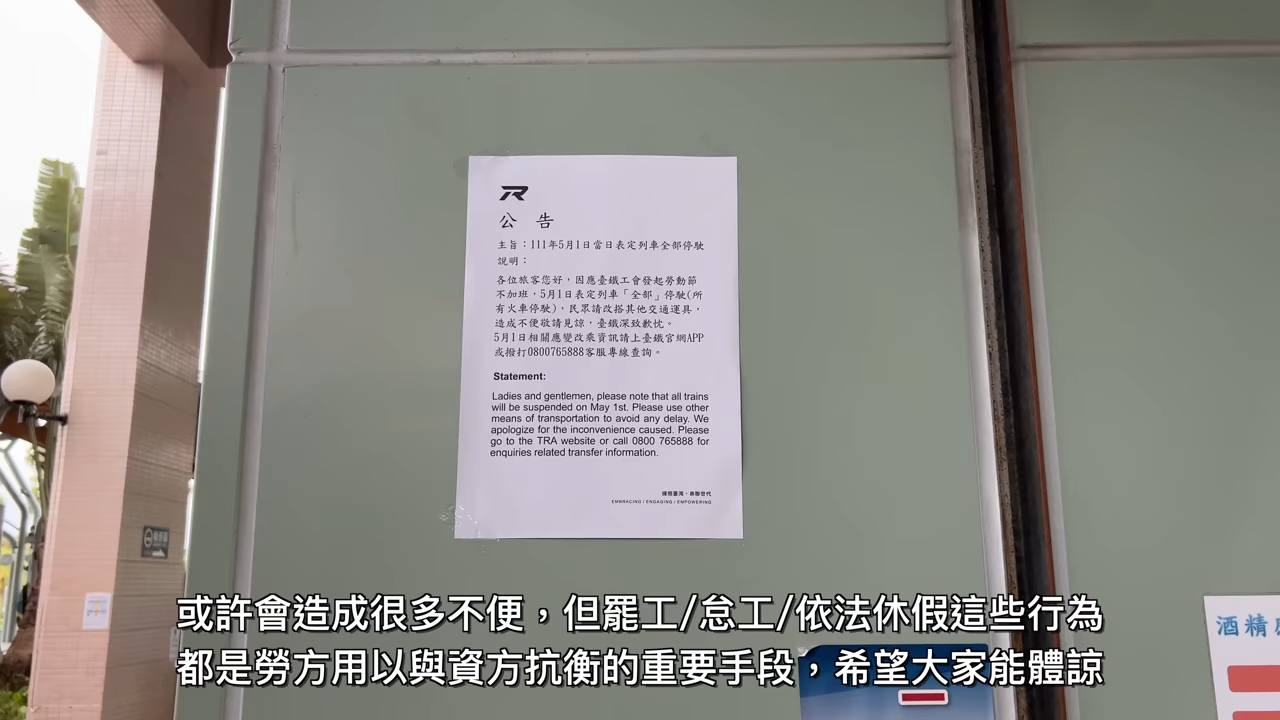 公 告
主旨：111年5月1日當日表定列車全部停駛
說明：
各位旅客您好，因應臺鐵工會發起勞動節
不加班，5月1日表定列車「全部」停駛(所
有火車停駛)，民眾請改搭其他交通運具，
造成不便敬請見諒，臺鐵深致歉忱。
5月1日相關應變改乘資訊請上臺鐵官網APP
或撥打0800765888客服專線查詢。
Statement:
Ladies and gentlemen, please note that all trains
will be suspended on May 1st. Please use other
means of transportation to avoid any delay. We
apologize for the inconvenience caused. Please
go to the TRA website or call 0800 765888 for
enquiries related transfer information.
擁抱臺灣，串聯世代
EMBRACING / ENGAGING / EMPOWERING
酒精
或許會造成很多不便，但罷工/怠工/依法休假這些行為
都是勞方用以與資方抗衡的重要手段，希望大家能體諒